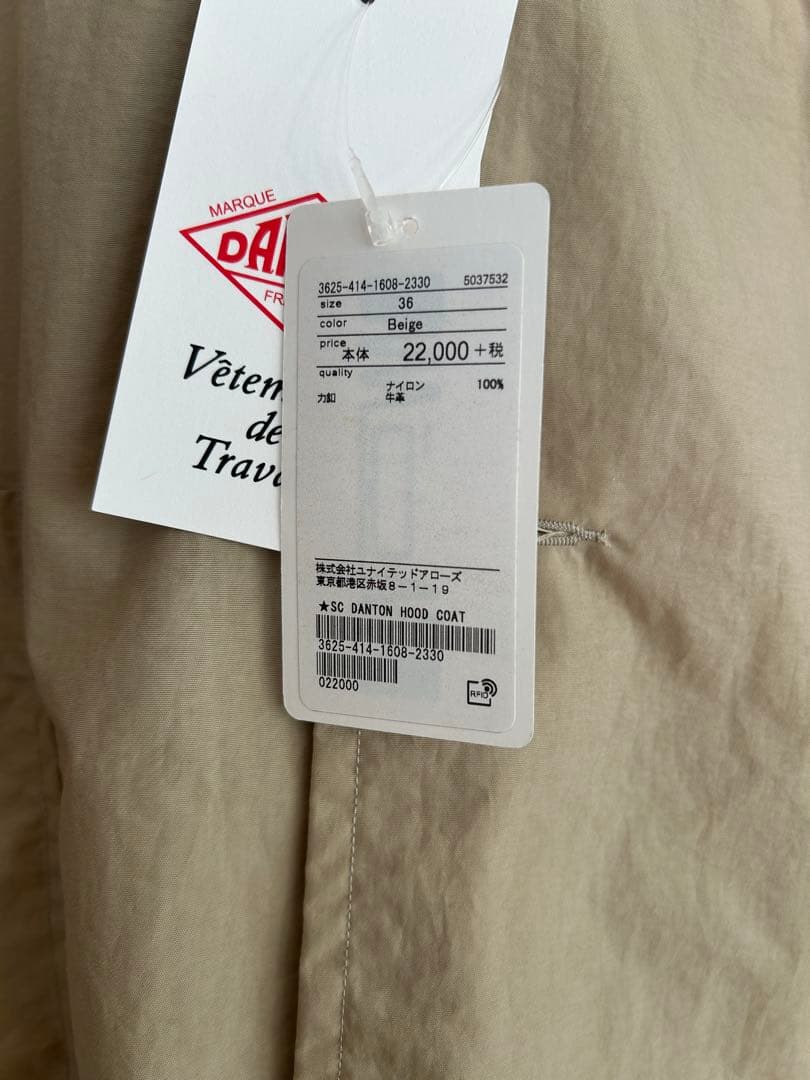 MARQUE
Vêtem
de
Trava
3625-414-1608-2330 5037532
size 36
color Beige
price 本体 22,000+税
quality
ナイロン 100%
力釦 牛革
株式会社ユナイテッドアローズ
東京都港区赤坂8-1-19
★SC DANTON HOOD COAT
3625-414-1608-2330
022000
RFID